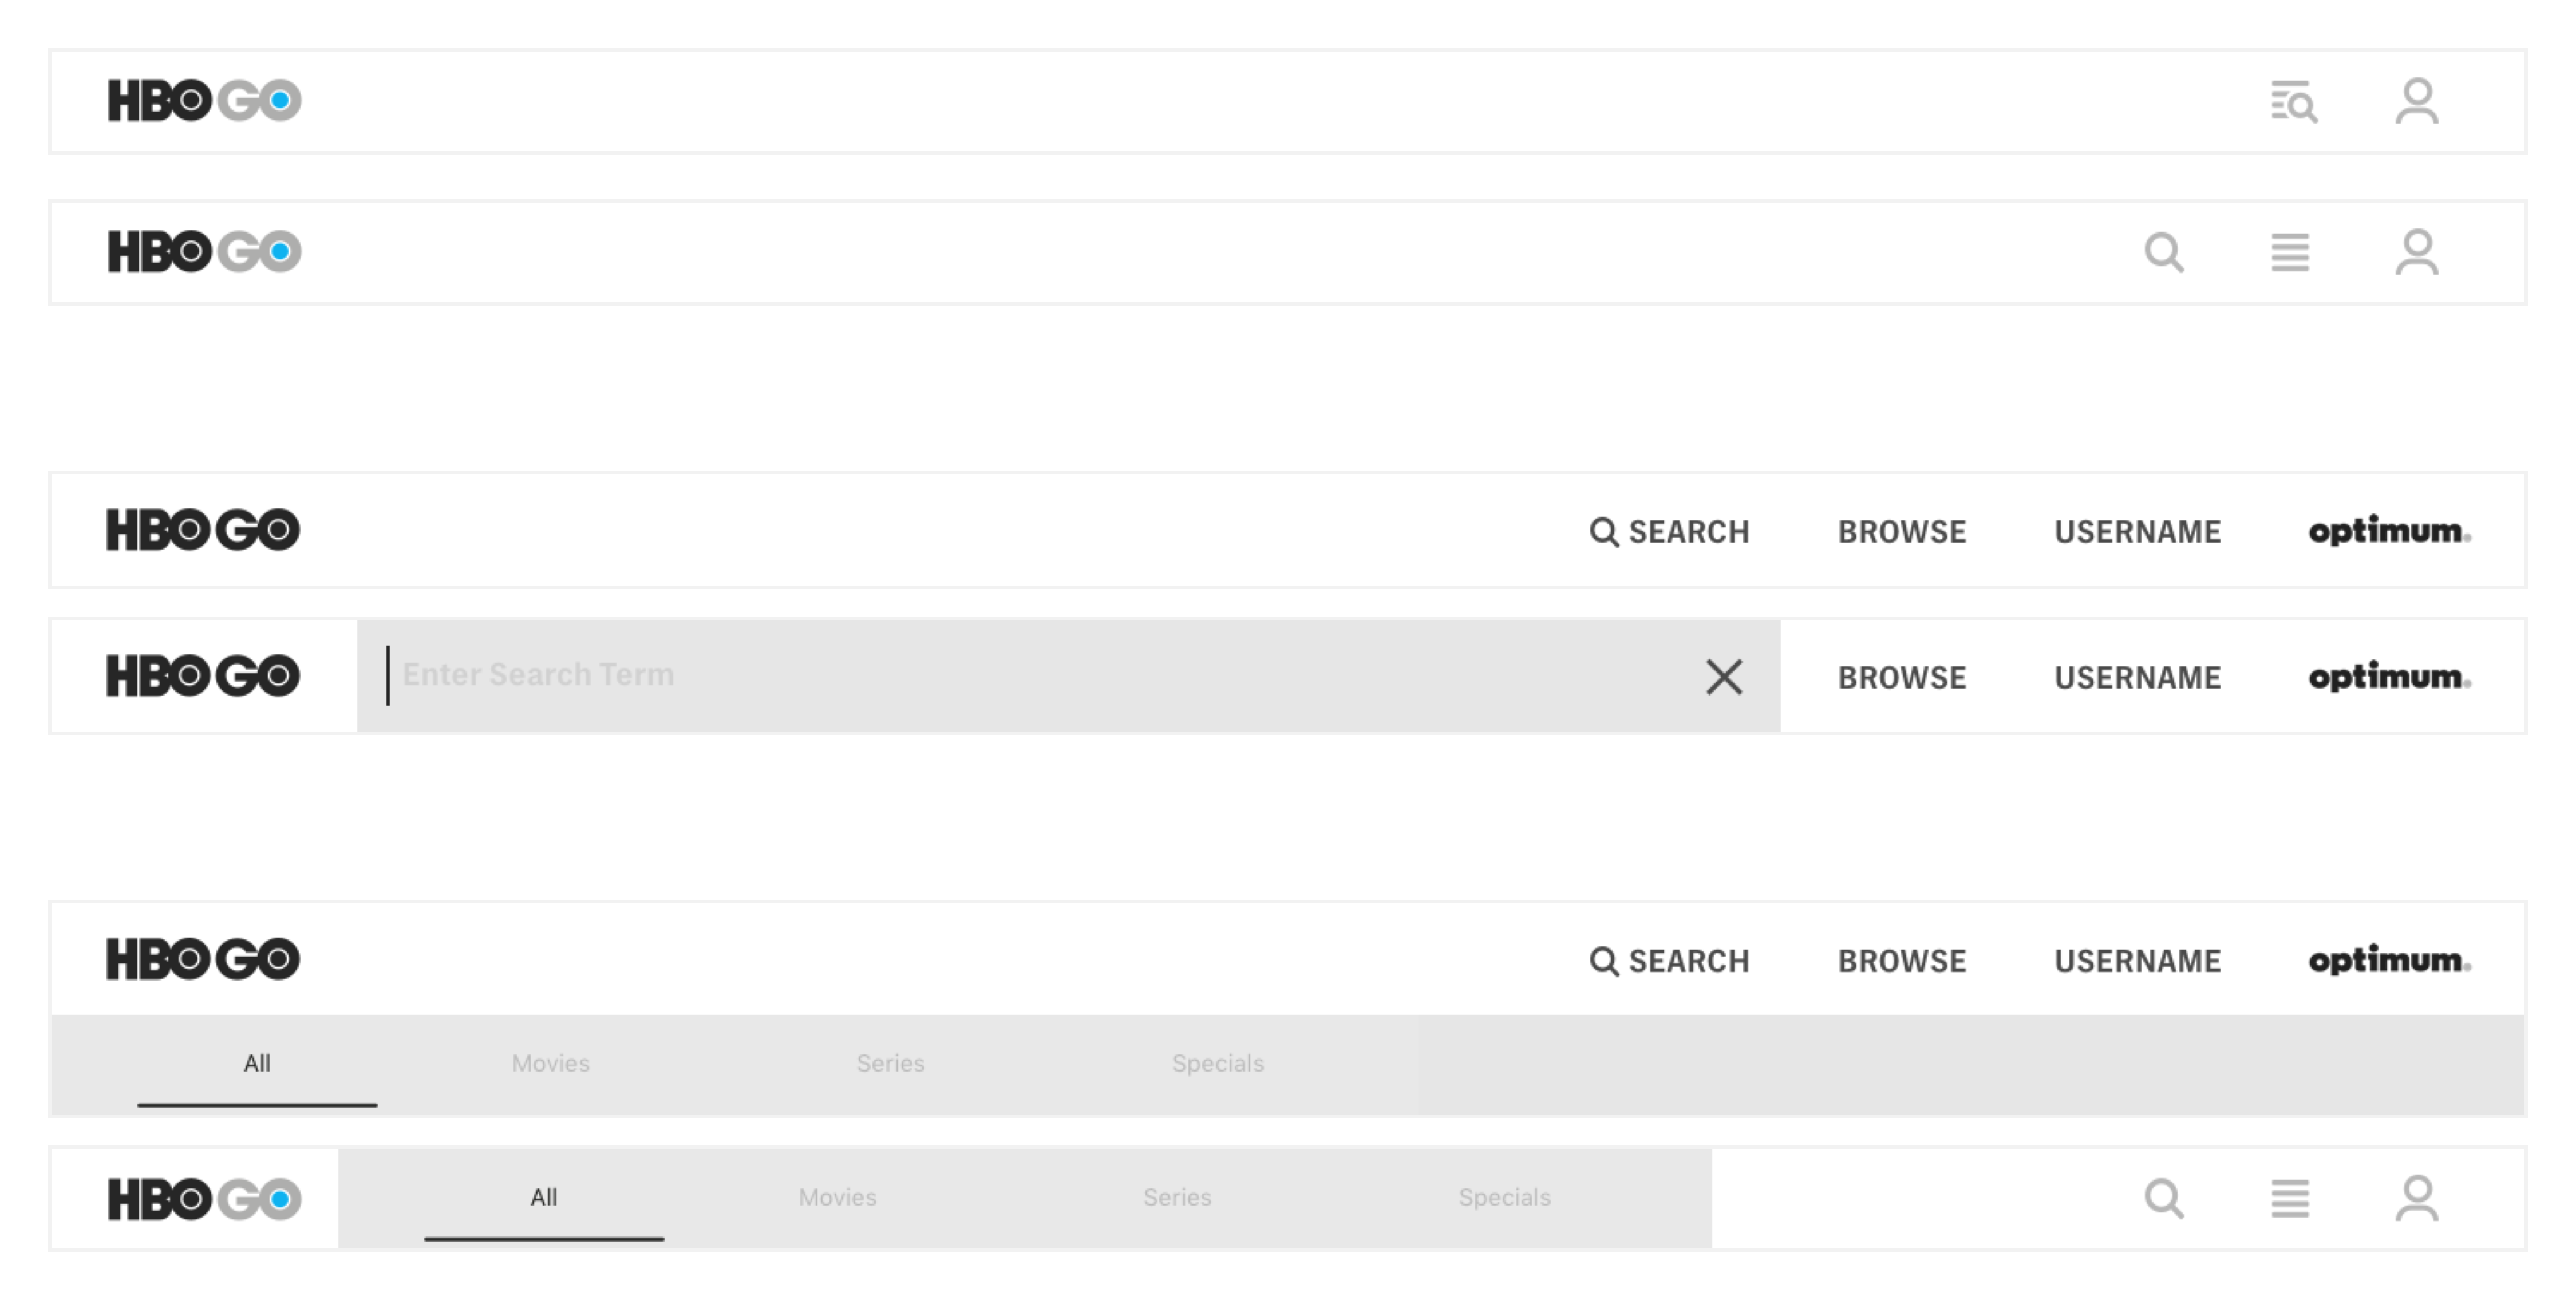 HBO GO
HBO GO
HBO GO SEARCH BROWSE USERNAME optimum.
HBO GO Enter Search Term BROWSE USERNAME optimum.
HBO GO SEARCH BROWSE USERNAME optimum.
All Movies Series Specials
HBO GO All Movies Series Specials